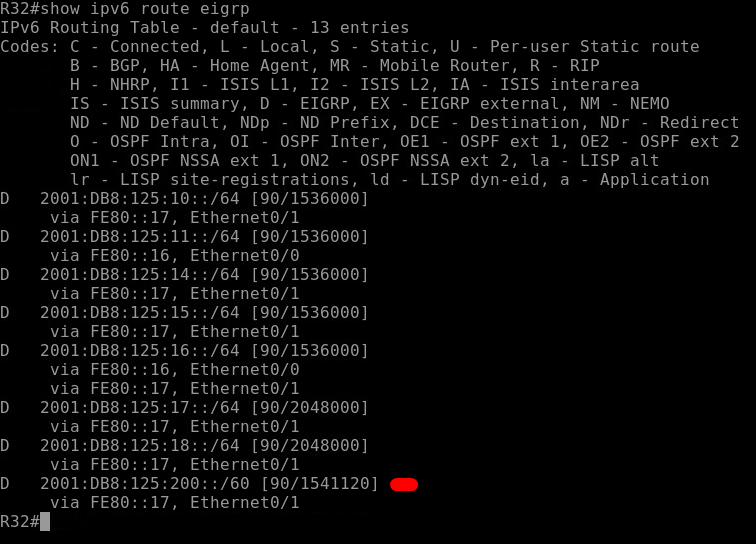 R32#show ipv6 route eigrp
IPv6 Routing Table - default - 13 entries
Codes: C - Connected, L - Local, S - Static, U - Per-user Static route
       B - BGP, HA - Home Agent, MR - Mobile Router, R - RIP
       H - NHRP, I1 - ISIS L1, I2 - ISIS L2, IA - ISIS interarea
       IS - ISIS summary, D - EIGRP, EX - EIGRP external, NM - NEMO
       ND - ND Default, NDp - ND Prefix, DCE - Destination, NDr - Redirect
       O - OSPF Intra, OI - OSPF Inter, OE1 - OSPF ext 1, OE2 - OSPF ext 2
       ON1 - OSPF NSSA ext 1, ON2 - OSPF NSSA ext 2, la - LISP alt
       lr - LISP site-registrations, ld - LISP dyn-eid, a - Application
D   2001:DB8:125:10::/64 [90/1536000]
     via FE80::17, Ethernet0/1
D   2001:DB8:125:11::/64 [90/1536000]
     via FE80::16, Ethernet0/0
D   2001:DB8:125:14::/64 [90/1536000]
     via FE80::17, Ethernet0/1
D   2001:DB8:125:15::/64 [90/1536000]
     via FE80::17, Ethernet0/1
D   2001:DB8:125:16::/64 [90/1536000]
     via FE80::16, Ethernet0/0
     via FE80::17, Ethernet0/1
D   2001:DB8:125:17::/64 [90/2048000]
     via FE80::17, Ethernet0/1
D   2001:DB8:125:18::/64 [90/2048000]
     via FE80::17, Ethernet0/1
D   2001:DB8:125:200::/60 [90/1541120]
     via FE80::17, Ethernet0/1
R32#